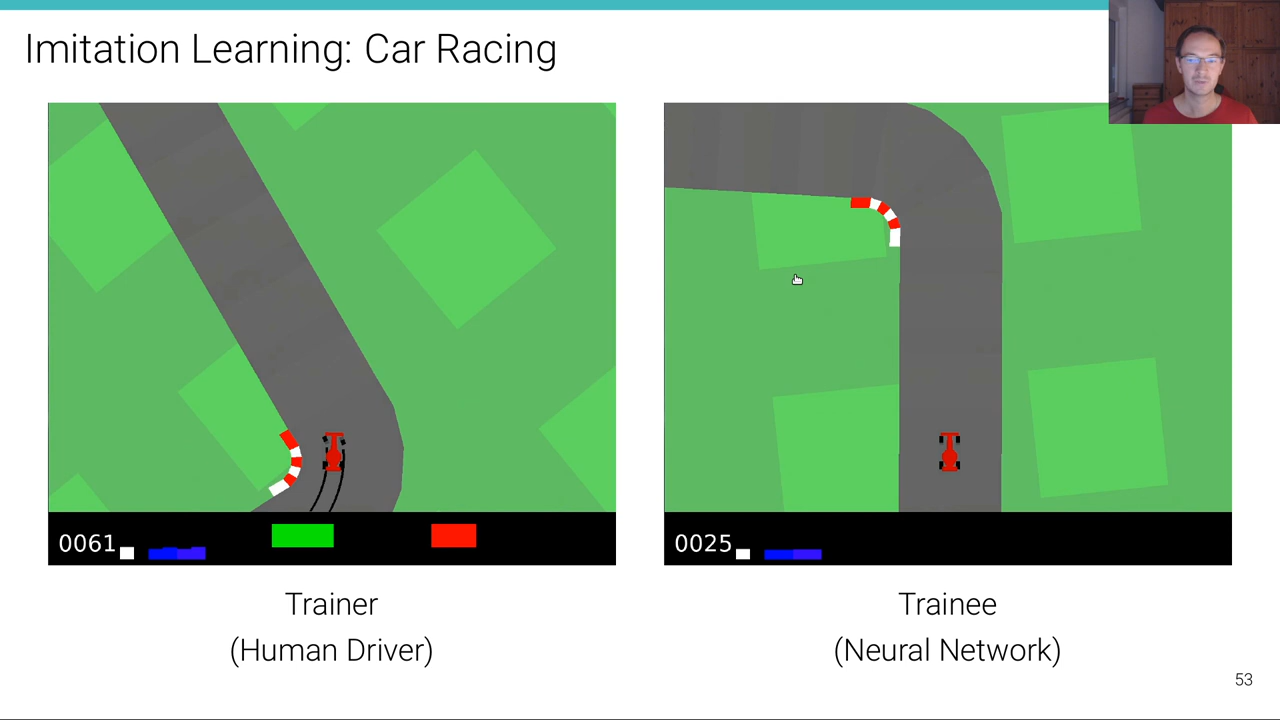 Imitation Learning: Car Racing
0061
0025
Trainer
(Human Driver)
Trainee
(Neural Network)
53